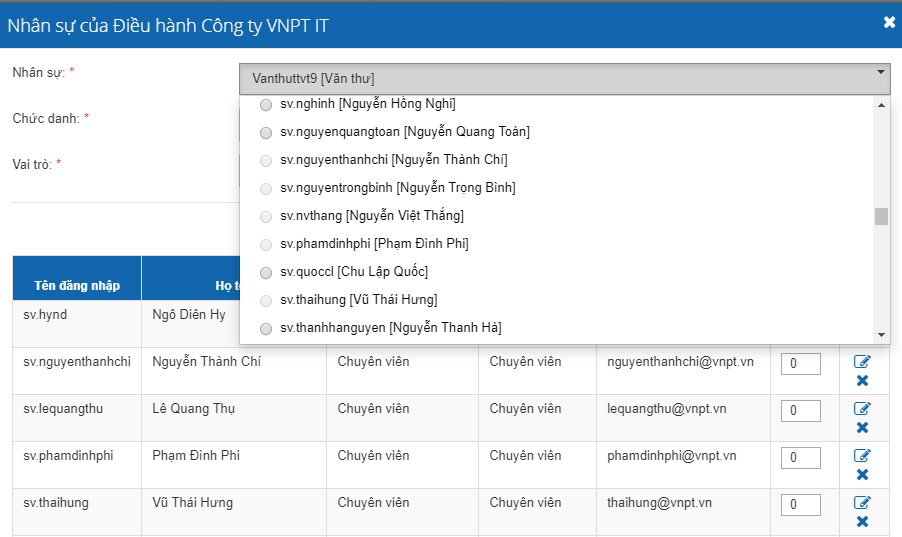 Nhân sự của Điều hành Công ty VNPT IT
Nhân sự: *
Vanthuttvt9 [Văn thư]
sv.nghinh [Nguyễn Hồng Nghi]
Chức danh: *
sv.nguyenquangtoan [Nguyễn Quang Toàn]
Vai trò: *
sv.nguyenthanhchi [Nguyễn Thành Chí]
sv.nguyentrongbinh [Nguyễn Trọng Bình]
sv.nvthang [Nguyễn Việt Thắng]
sv.phamdinhphi [Phạm Đình Phi]
sv.quoccl [Chu Lập Quốc]
sv.thaihung [Vũ Thái Hưng]
sv.thanhhanguyen [Nguyễn Thanh Hà]
Tên đăng nhập Họ
sv.hynd Ngô Diên Hy
sv.nguyenthanhchi Nguyễn Thành Chí Chuyên viên Chuyên viên nguyenthanhchi@vnpt.vn 0
sv.lequangthu Lê Quang Thụ Chuyên viên Chuyên viên lequangthu@vnpt.vn 0
sv.phamdinhphi Phạm Đình Phi Chuyên viên Chuyên viên phamdinhphi@vnpt.vn 0
sv.thaihung Vũ Thái Hưng Chuyên viên Chuyên viên thaihung@vnpt.vn 0